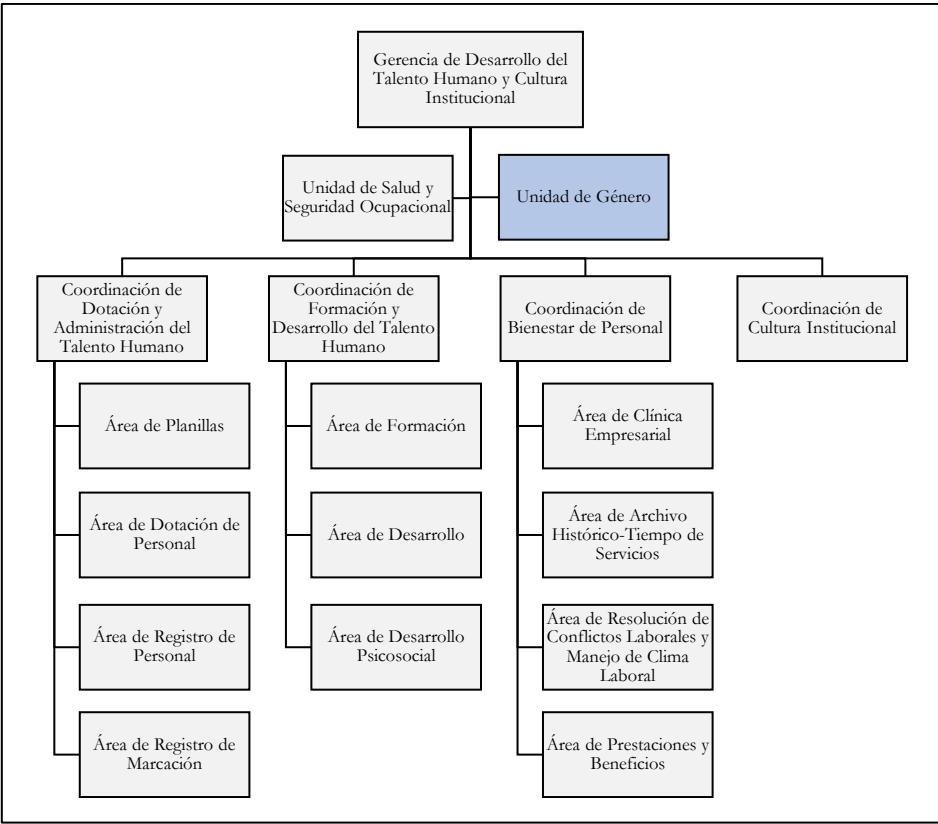 Gerencia de Desarrollo del
Talento Humano y Cultura
Institucional
Unidad de Salud y
Seguridad Ocupacional
Unidad de Género
Coordinación de
Dotación y
Administración del
Talento Humano
Coordinación de
Formación y
Desarrollo del Talento
Humano
Coordinación de
Bienestar de Personal
Coordinación de
Cultura Institucional
Área de Planillas
Área de Dotación de
Personal
Área de Registro de
Personal
Área de Registro de
Marcación
Área de Formación
Área de Desarrollo
Área de Desarrollo
Psicosocial
Área de Clínica
Empresarial
Área de Archivo
Histórico-Tiempo de
Servicios
Área de Resolución de
Conflictos Laborales y
Manejo de Clima
Laboral
Área de Prestaciones y
Beneficios